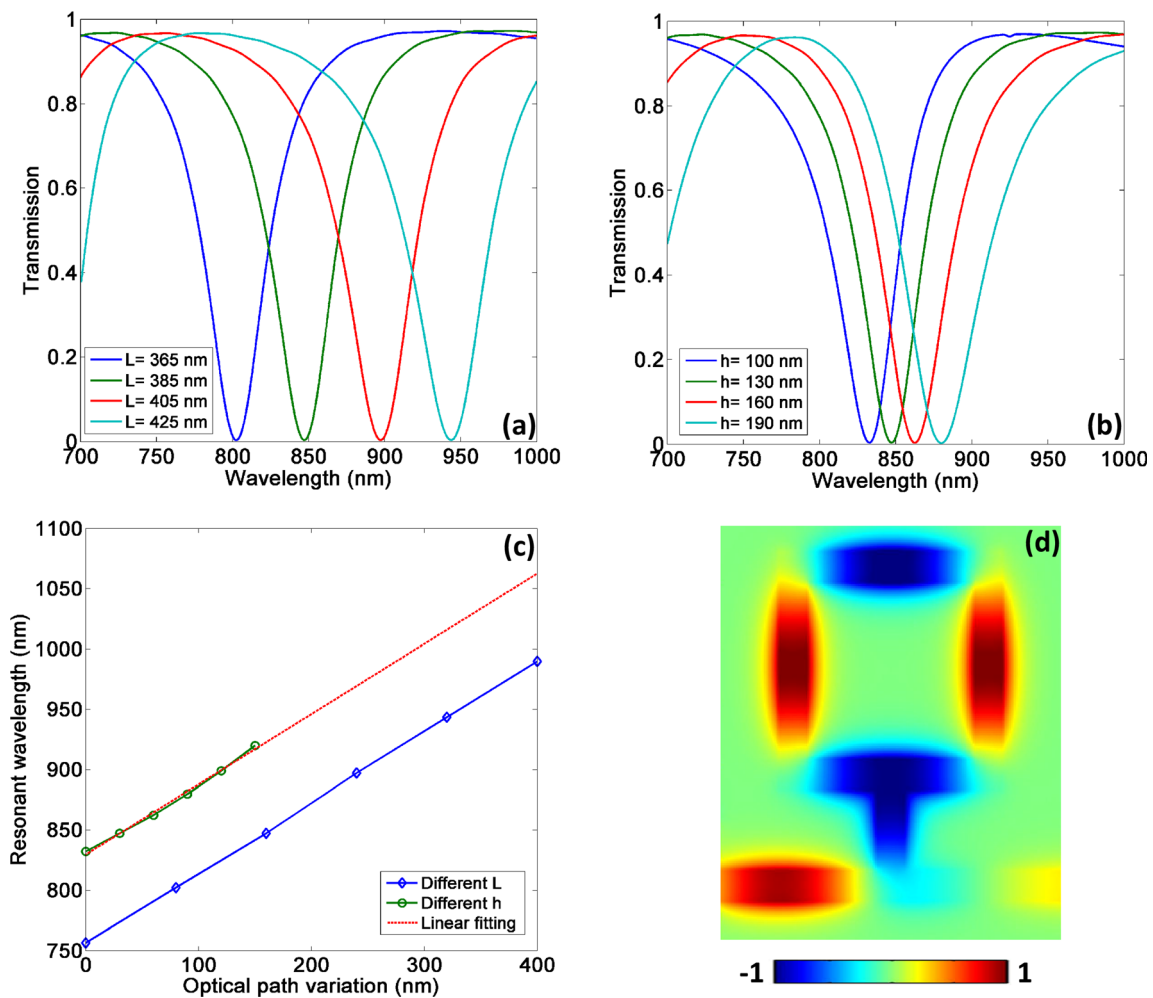 1
0.8
0.6
0.4
0.2
0
Transmission
L= 365 nm
L= 385 nm
L= 405 nm
L= 425 nm
(a)
700 750 800 850 900 950 1000
Wavelength (nm)
1
0.8
0.6
0.4
0.2
0
Transmission
h= 100 nm
h= 130 nm
h= 160 nm
h= 190 nm
(b)
700 750 800 850 900 950 1000
Wavelength (nm)
1100
1050
1000
950
900
850
800
750
Resonant wavelength (nm)
(c)
Different L
Different h
Linear fitting
0 100 200 300 400
Optical path variation (nm)
(d)
-1 1